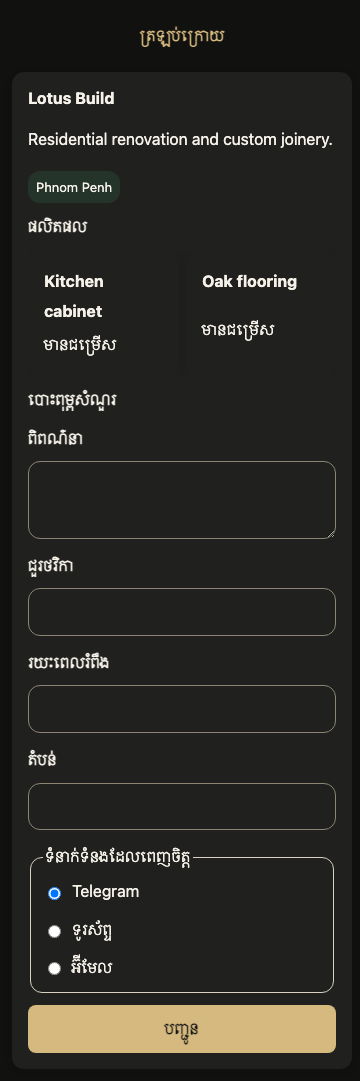 ត្រឡប់ក្រោយ
Lotus Build
Residential renovation and custom joinery.
Phnom Penh
ផលិតផល
Kitchen cabinet
មានជម្រើស
Oak flooring
មានជម្រើស
បោះពុម្ពសំណួរ
ពិពណ៌នា
ជួរថវិកា
រយៈពេលរំពឹង
តំបន់
ទំនាក់ទំនងដែលពេញចិត្ត
Telegram
ទូរស័ព្ទ
អ៊ីមែល
បញ្ជូន